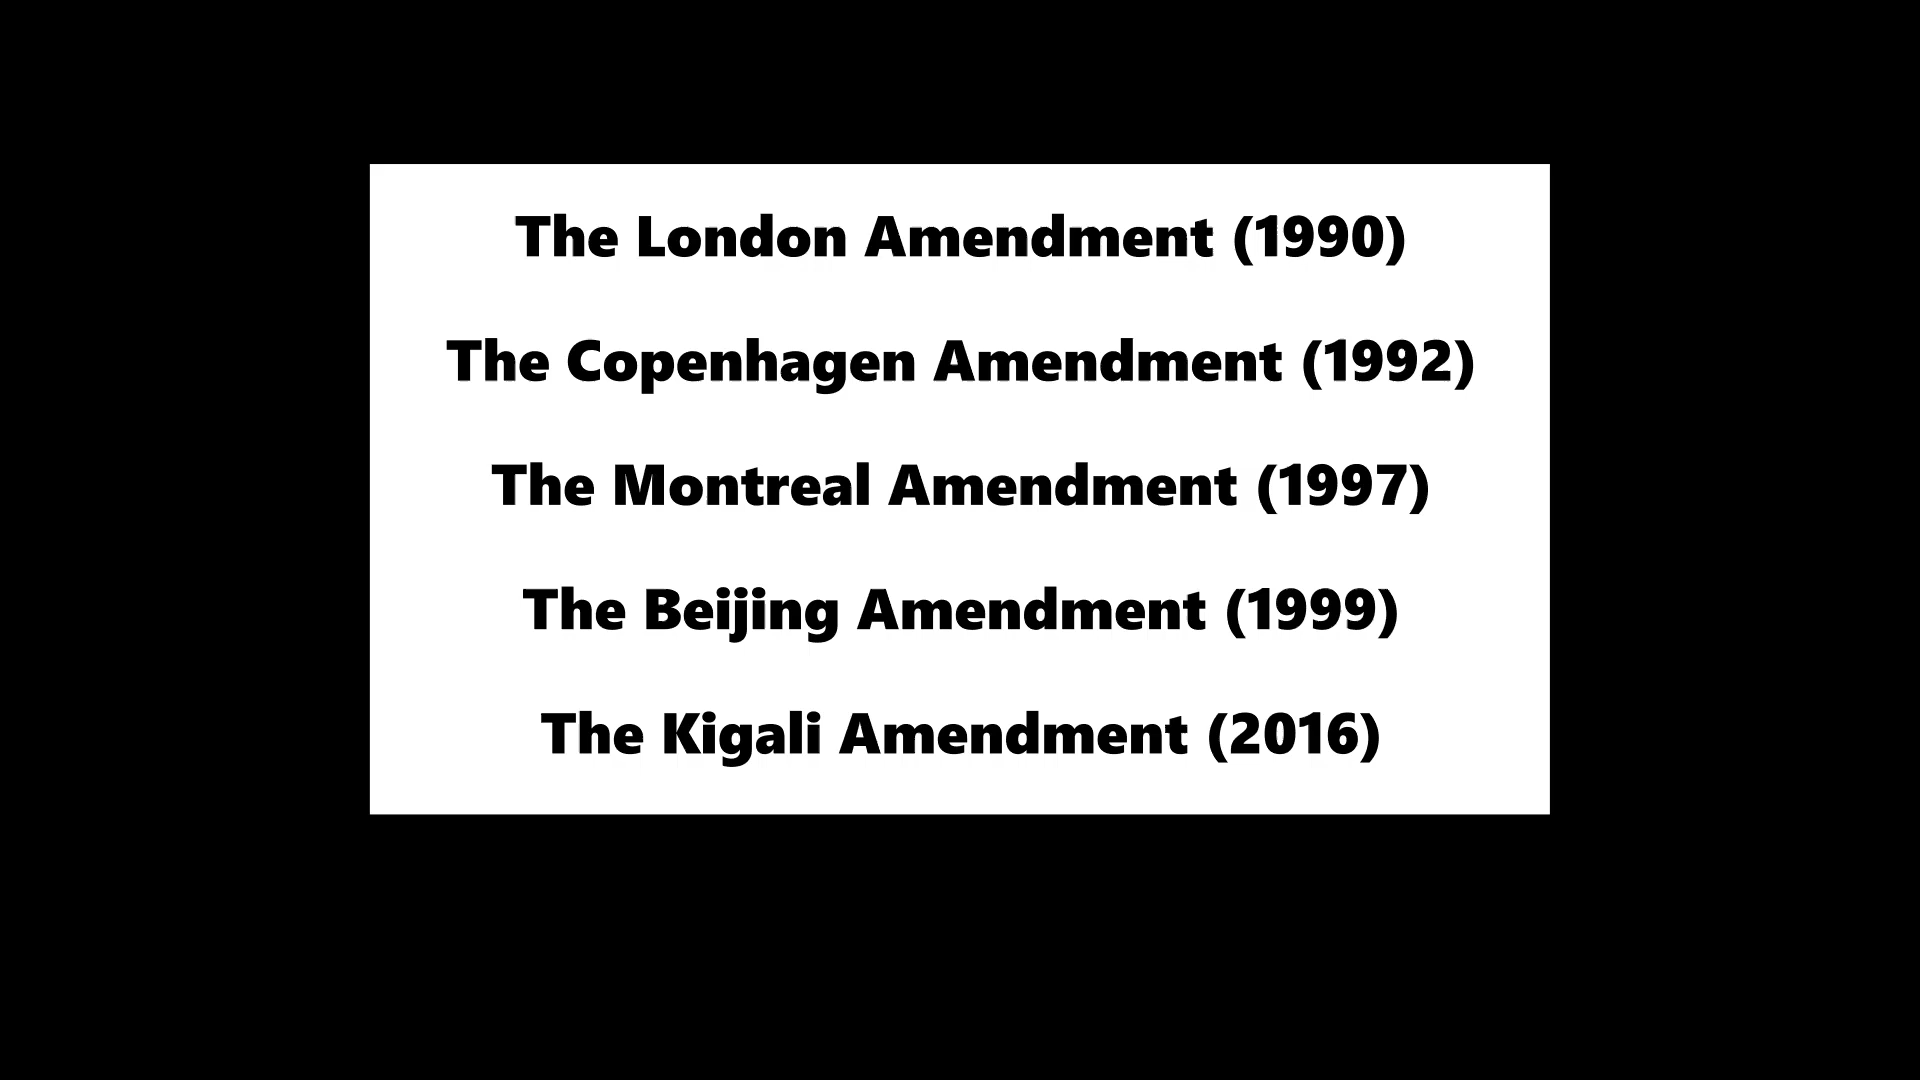 The London Amendment (1990)
The Copenhagen Amendment (1992)
The Montreal Amendment (1997)
The Beijing Amendment (1999)
The Kigali Amendment (2016)